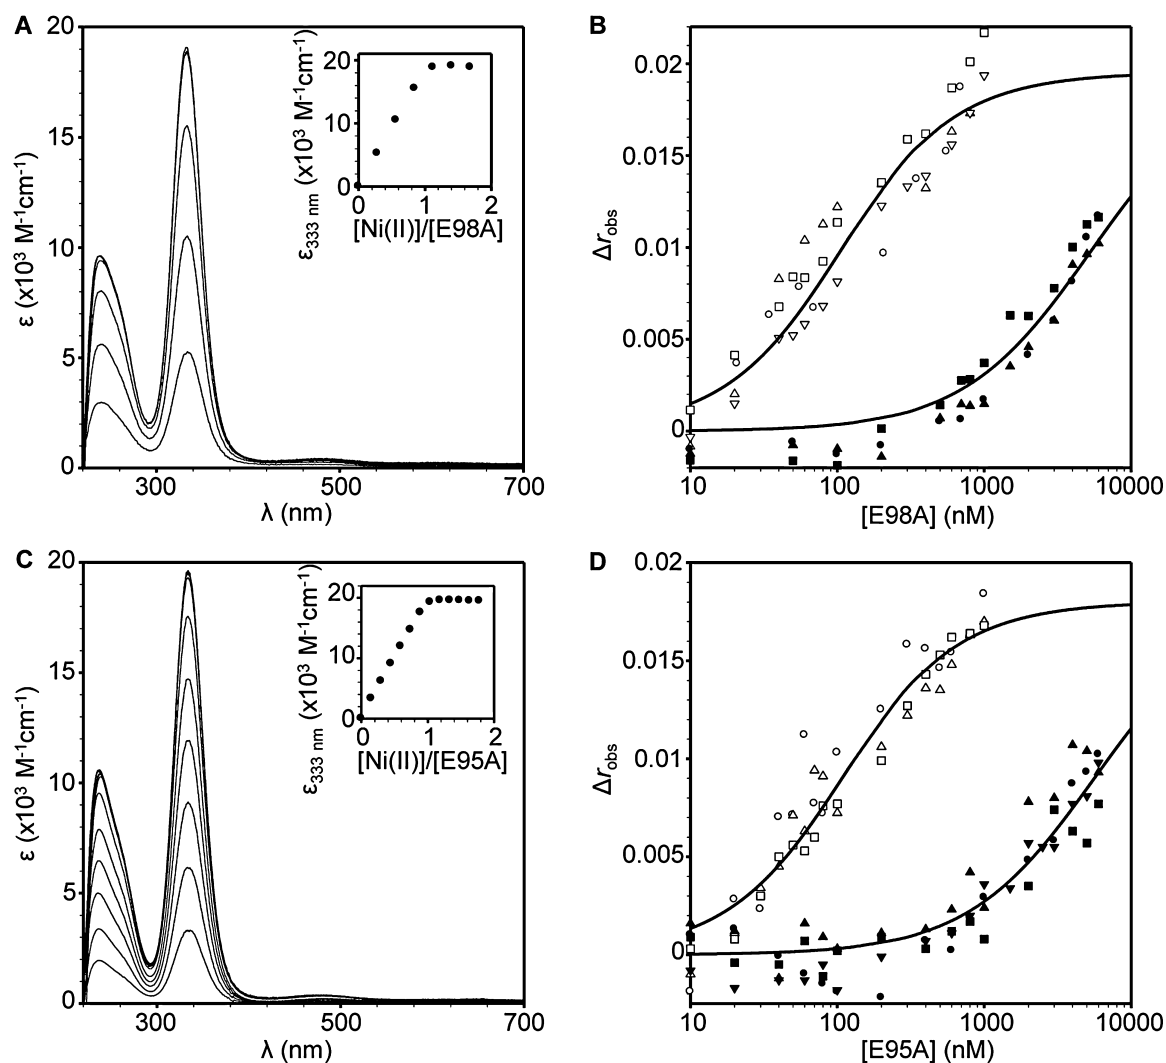 A
20
15
10
5
0
ε (x10³ M⁻¹cm⁻¹)
300
500
700
λ (nm)
20
10
0
ε333 nm (x10³ M⁻¹cm⁻¹)
0
1
2
[Ni(II)]/[E98A]
B
0.02
0.015
0.01
0.005
0
Δrobs
10
100
1000
10000
[E98A] (nM)
C
20
15
10
5
0
ε (x10³ M⁻¹cm⁻¹)
300
500
700
λ (nm)
20
10
0
ε333 nm (x10³ M⁻¹cm⁻¹)
0
1
2
[Ni(II)]/[E95A]
D
0.02
0.015
0.01
0.005
0
Δrobs
10
100
1000
10000
[E95A] (nM)